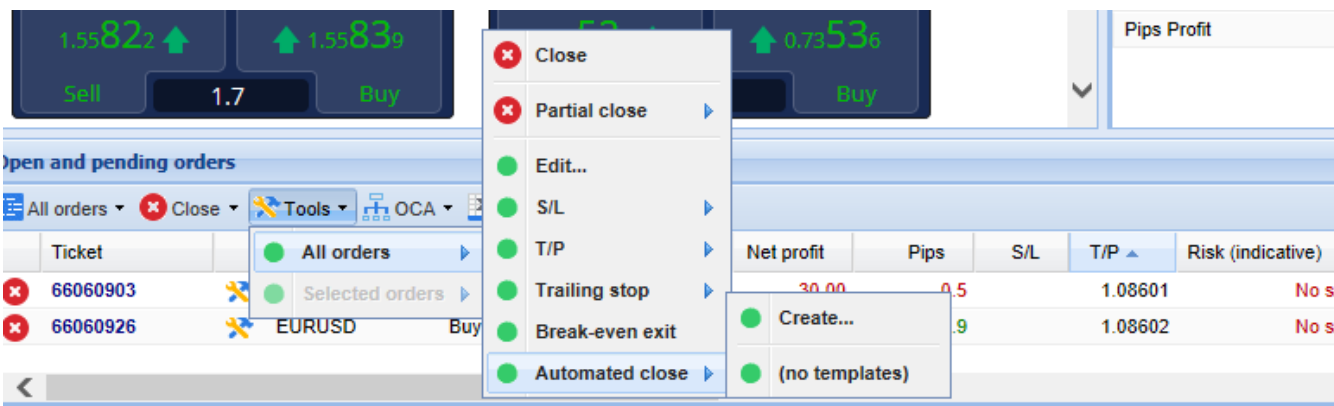 1.55822
1.55839
0.73536
Pips Profit
Sell
1.7
Buy
Buy
Close
Partial close
Edit...
S/L
T/P
Trailing stop
Break-even exit
Automated close
Open and pending orders
All orders
Close
Tools
OCA
All orders
Selected orders
Create...
(no templates)
Ticket
Net profit
Pips
S/L
T/P
Risk (indicative)
66060903
30.00
0.5
1.08601
No s
66060926
EURUSD
Buy
.9
1.08602
No s